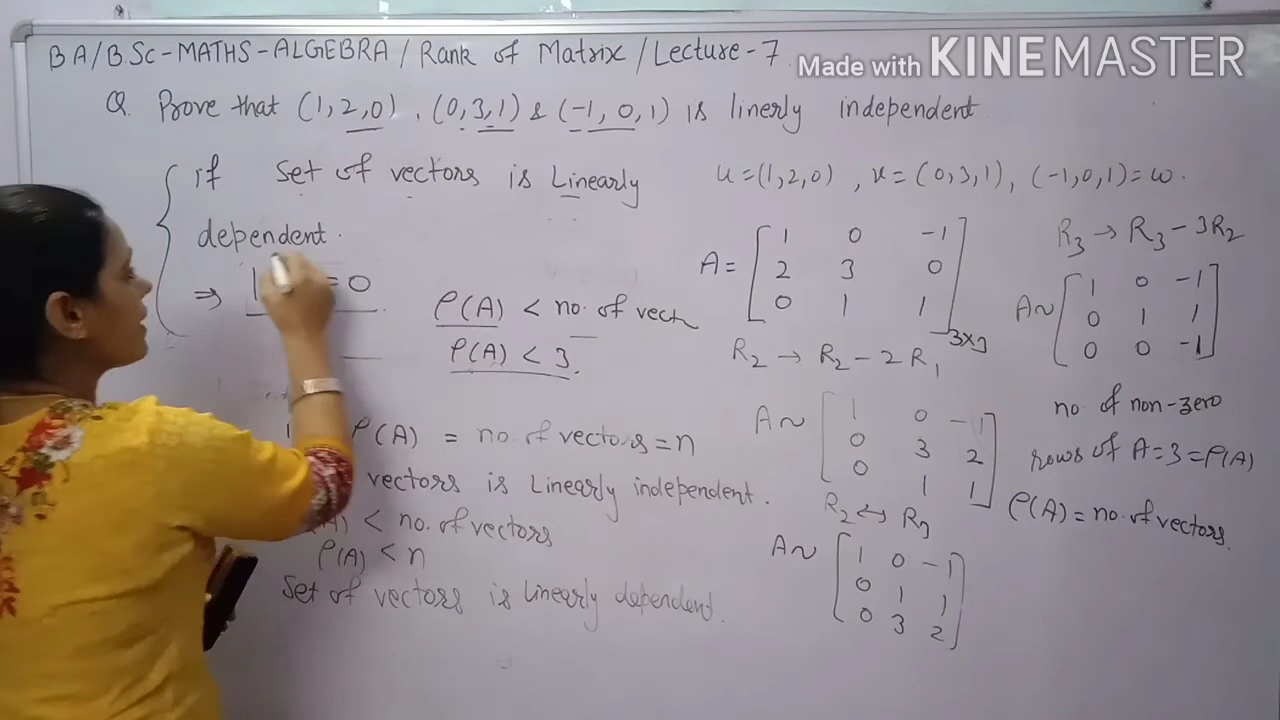 BA/B.Sc-MATHS-ALGEBRA/Rank of Matrix/Lecture-7
Made with KINEMASTER
Q. Prove that (1,2,0), (0,3,1) & (-1,0,1) is linerly independent
if set of vectors is Linearly
dependent.
⇒ = 0
ρ(A) < no. of vectr
ρ(A) < 3.
ρ(A) = no. of vectors = n
vectors is Linearly independent.
< no. of vectors
ρ(A) < n
Set of vectors is linearly dependent.
u=(1,2,0), v=(0,3,1), (-1,0,1)=w.
A= [1 0 -1
2 3 0
0 1 1] 3×3
R2 → R2 - 2R1
A~ [1 0 -1
0 3 2
0 1 1]
R2 ↔ R3
A~ [1 0 -1
0 1 1
0 3 2]
R3 → R3 - 3R2
A~ [1 0 -1
0 1 1
0 0 -1]
no. of non-zero
rows of A = 3 = ρ(A)
ρ(A) = no. of vectors.